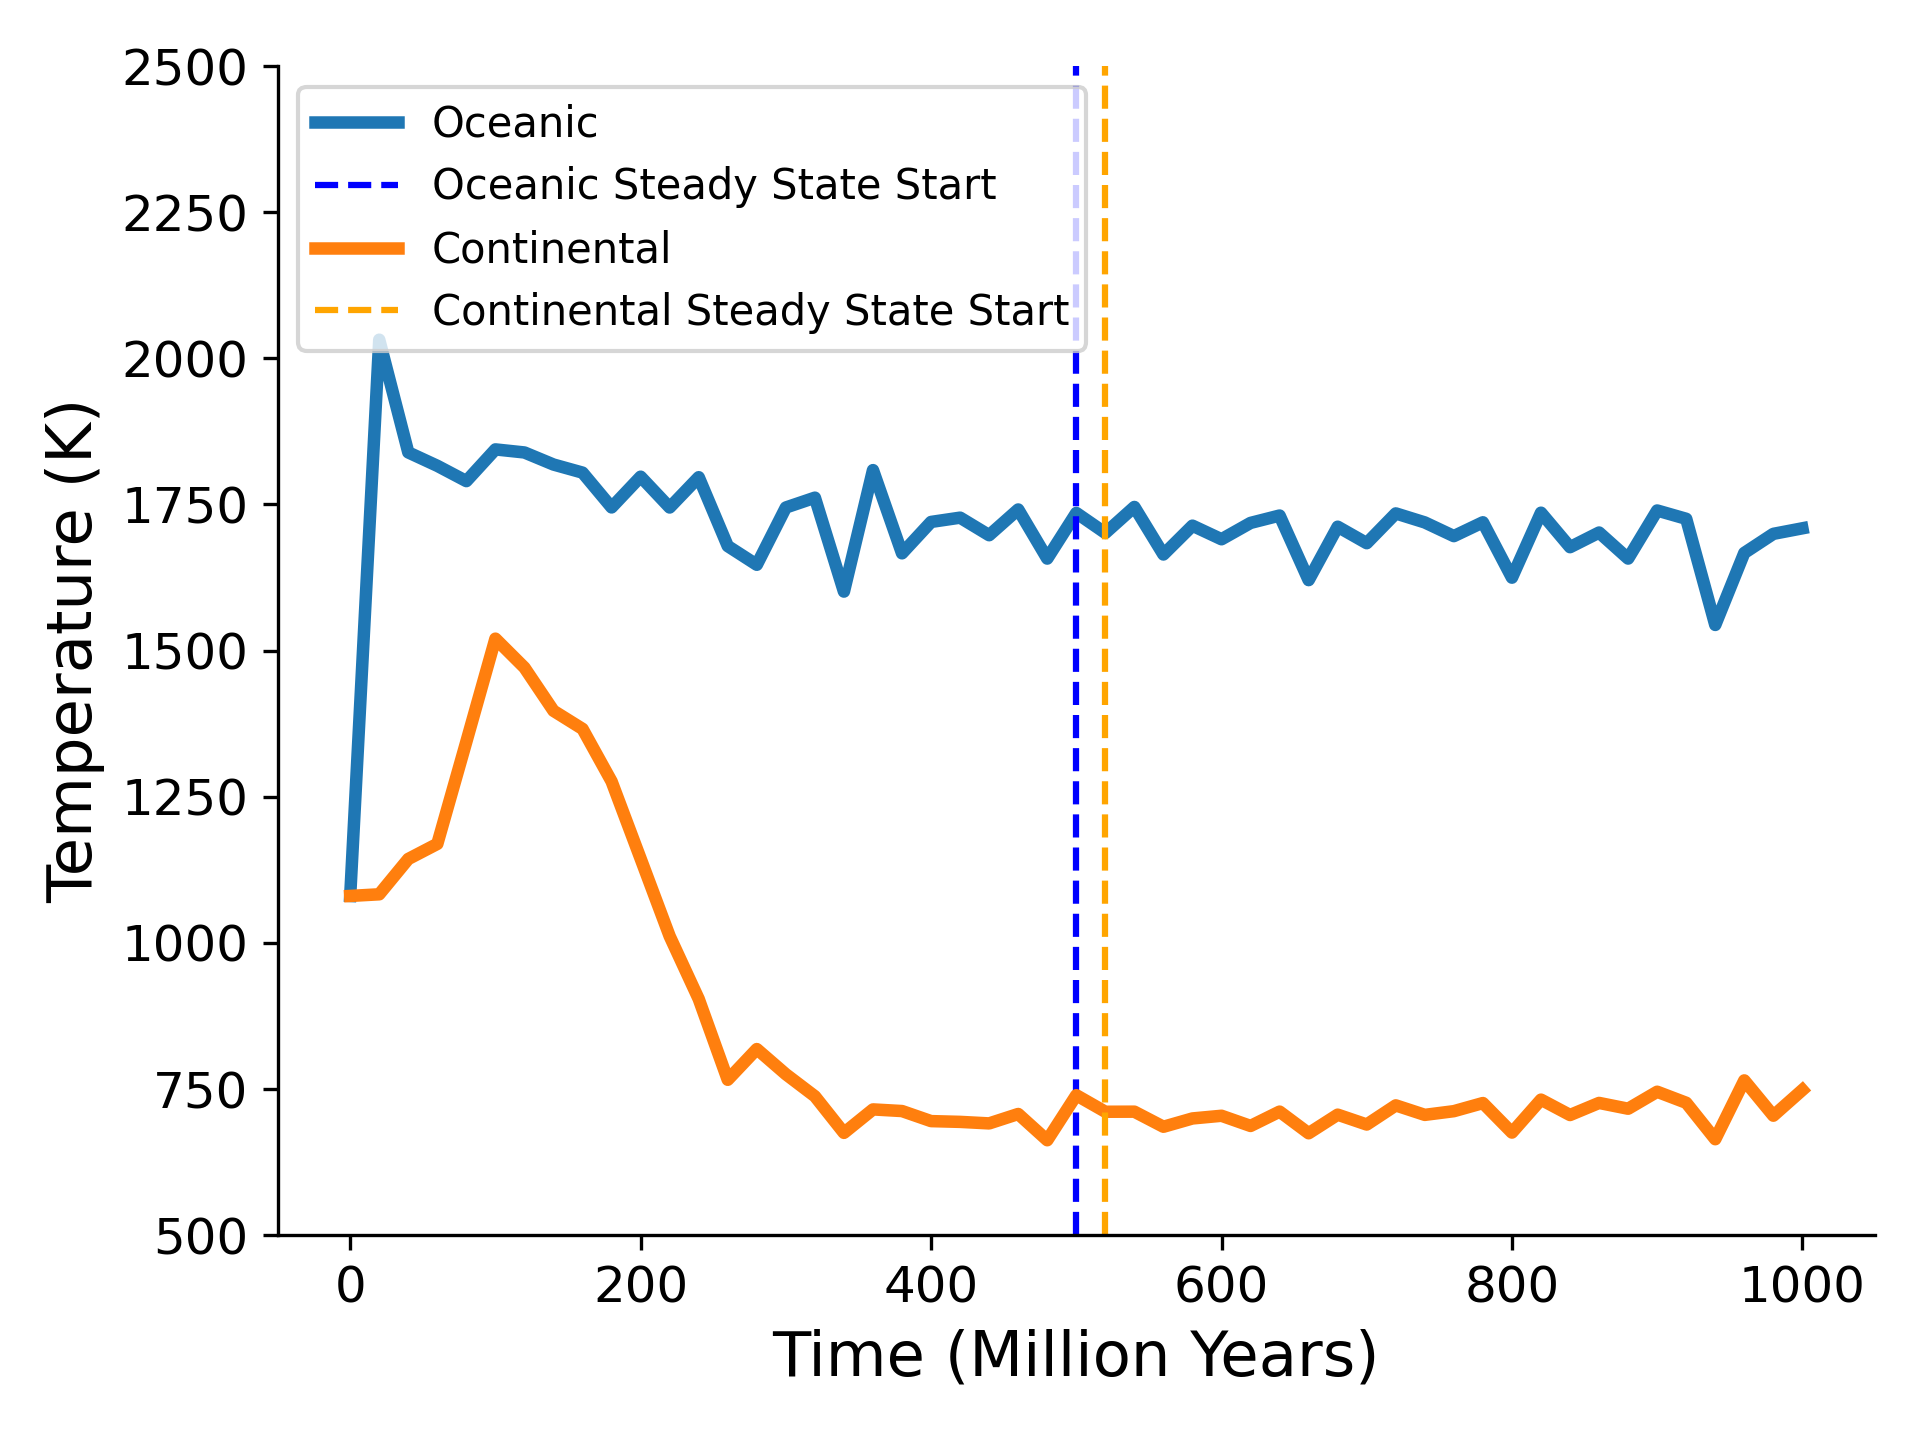 2500
2250
2000
1750
1500
1250
1000
750
500
Temperature (K)
Oceanic
Oceanic Steady State Start
Continental
Continental Steady State Start
0 200 400 600 800 1000
Time (Million Years)